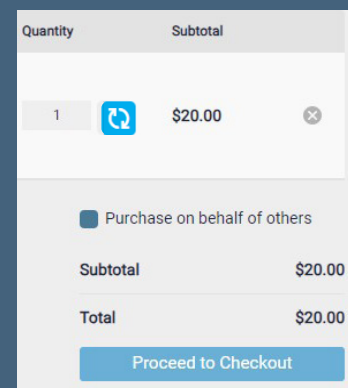 Quantity Subtotal
1 $20.00
Purchase on behalf of others
Subtotal $20.00
Total $20.00
Proceed to Checkout